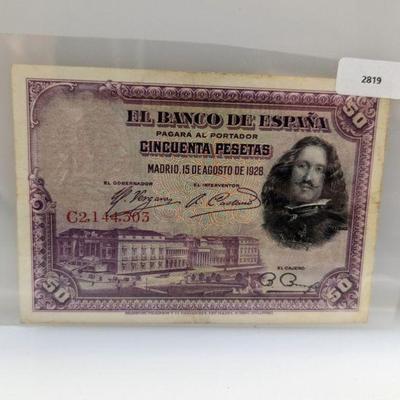 2819
50
EL BANCO DE ESPAÑA
PAGARÁ AL PORTADOR
CINCUENTA PESETAS
MADRID, 15 DE AGOSTO DE 1928
EL GOBERNADOR EL INTERVENTOR
C2,144,303
EL CAJERO
50 50